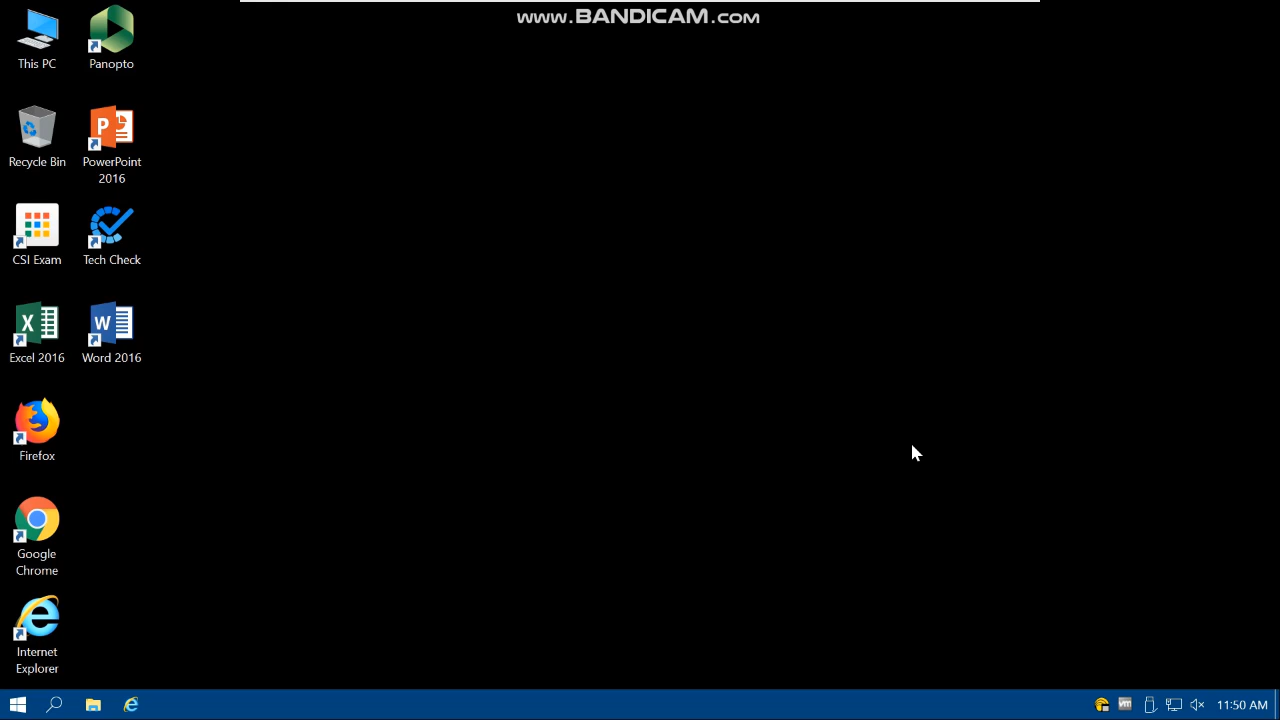 www.BANDICAM.com
This PC
Panopto
Recycle Bin
PowerPoint
2016
CSI Exam
Tech Check
Excel 2016
Word 2016
Firefox
Google
Chrome
Internet
Explorer
11:50 AM